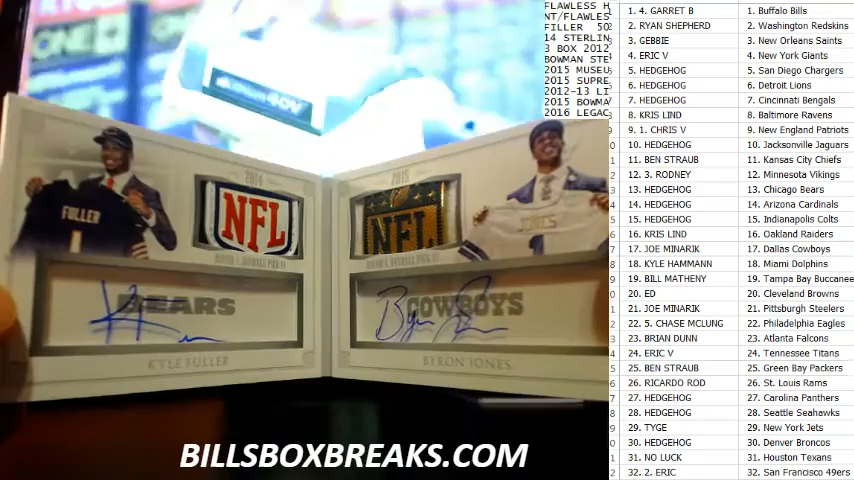 FLAWLESS H
NT/FLAWLES
FILLER 50
14 STERLIN
3 BOX 2012
BOWMAN STE
2015 MUSEU
2015 SUPRE
2012-13 LI
2015 BOWMA
2016 LEGAC
1. 4. GARRET B
2. RYAN SHEPHERD
3. GEBBIE
4. ERIC V
5. HEDGEHOG
6. HEDGEHOG
7. HEDGEHOG
8. KRIS LIND
9. 1. CHRIS V
10. HEDGEHOG
11. BEN STRAUB
12. 3. RODNEY
13. HEDGEHOG
14. HEDGEHOG
15. HEDGEHOG
16. KRIS LIND
17. JOE MINARIK
18. KYLE HAMMANN
19. BILL MATHENY
20. ED
21. JOE MINARIK
22. 5. CHASE MCLUNG
23. BRIAN DUNN
24. ERIC V
25. BEN STRAUB
26. RICARDO ROD
27. HEDGEHOG
28. HEDGEHOG
29. TYGE
30. HEDGEHOG
31. NO LUCK
32. 2. ERIC
1. Buffalo Bills
2. Washington Redskins
3. New Orleans Saints
4. New York Giants
5. San Diego Chargers
6. Detroit Lions
7. Cincinnati Bengals
8. Baltimore Ravens
9. New England Patriots
10. Jacksonville Jaguars
11. Kansas City Chiefs
12. Minnesota Vikings
13. Chicago Bears
14. Arizona Cardinals
15. Indianapolis Colts
16. Oakland Raiders
17. Dallas Cowboys
18. Miami Dolphins
19. Tampa Bay Buccanee
20. Cleveland Browns
21. Pittsburgh Steelers
22. Philadelphia Eagles
23. Atlanta Falcons
24. Tennessee Titans
25. Green Bay Packers
26. St. Louis Rams
27. Carolina Panthers
28. Seattle Seahawks
29. New York Jets
30. Denver Broncos
31. Houston Texans
32. San Francisco 49ers
FULLER
1
2014
NFL
BEARS
KYLE FULLER
2015
NFL
JONES
1
COWBOYS
BYRON JONES
BILLSBOXBREAKS.COM